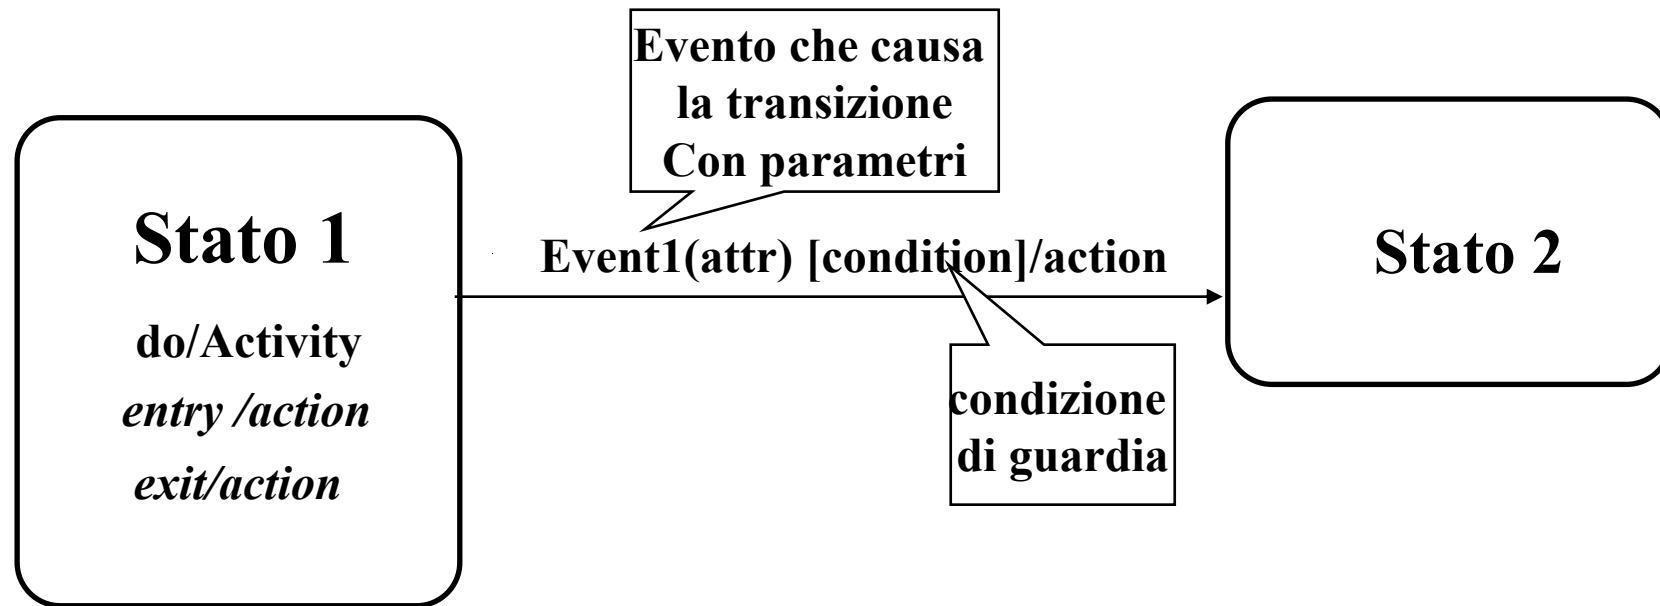 Evento che causa
la transizione
Con parametri
Stato 1
do/Activity
entry /action
exit/action
Event1(attr) [condition]/action
condizione
di guardia
Stato 2